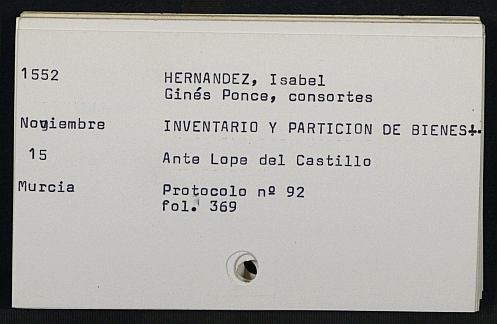 1552 HERNANDEZ, Isabel
Ginés Ponce, consortes
Noviembre INVENTARIO Y PARTICION DE BIENES.
15 Ante Lope del Castillo
Murcia Protocolo nº 92
fol. 369